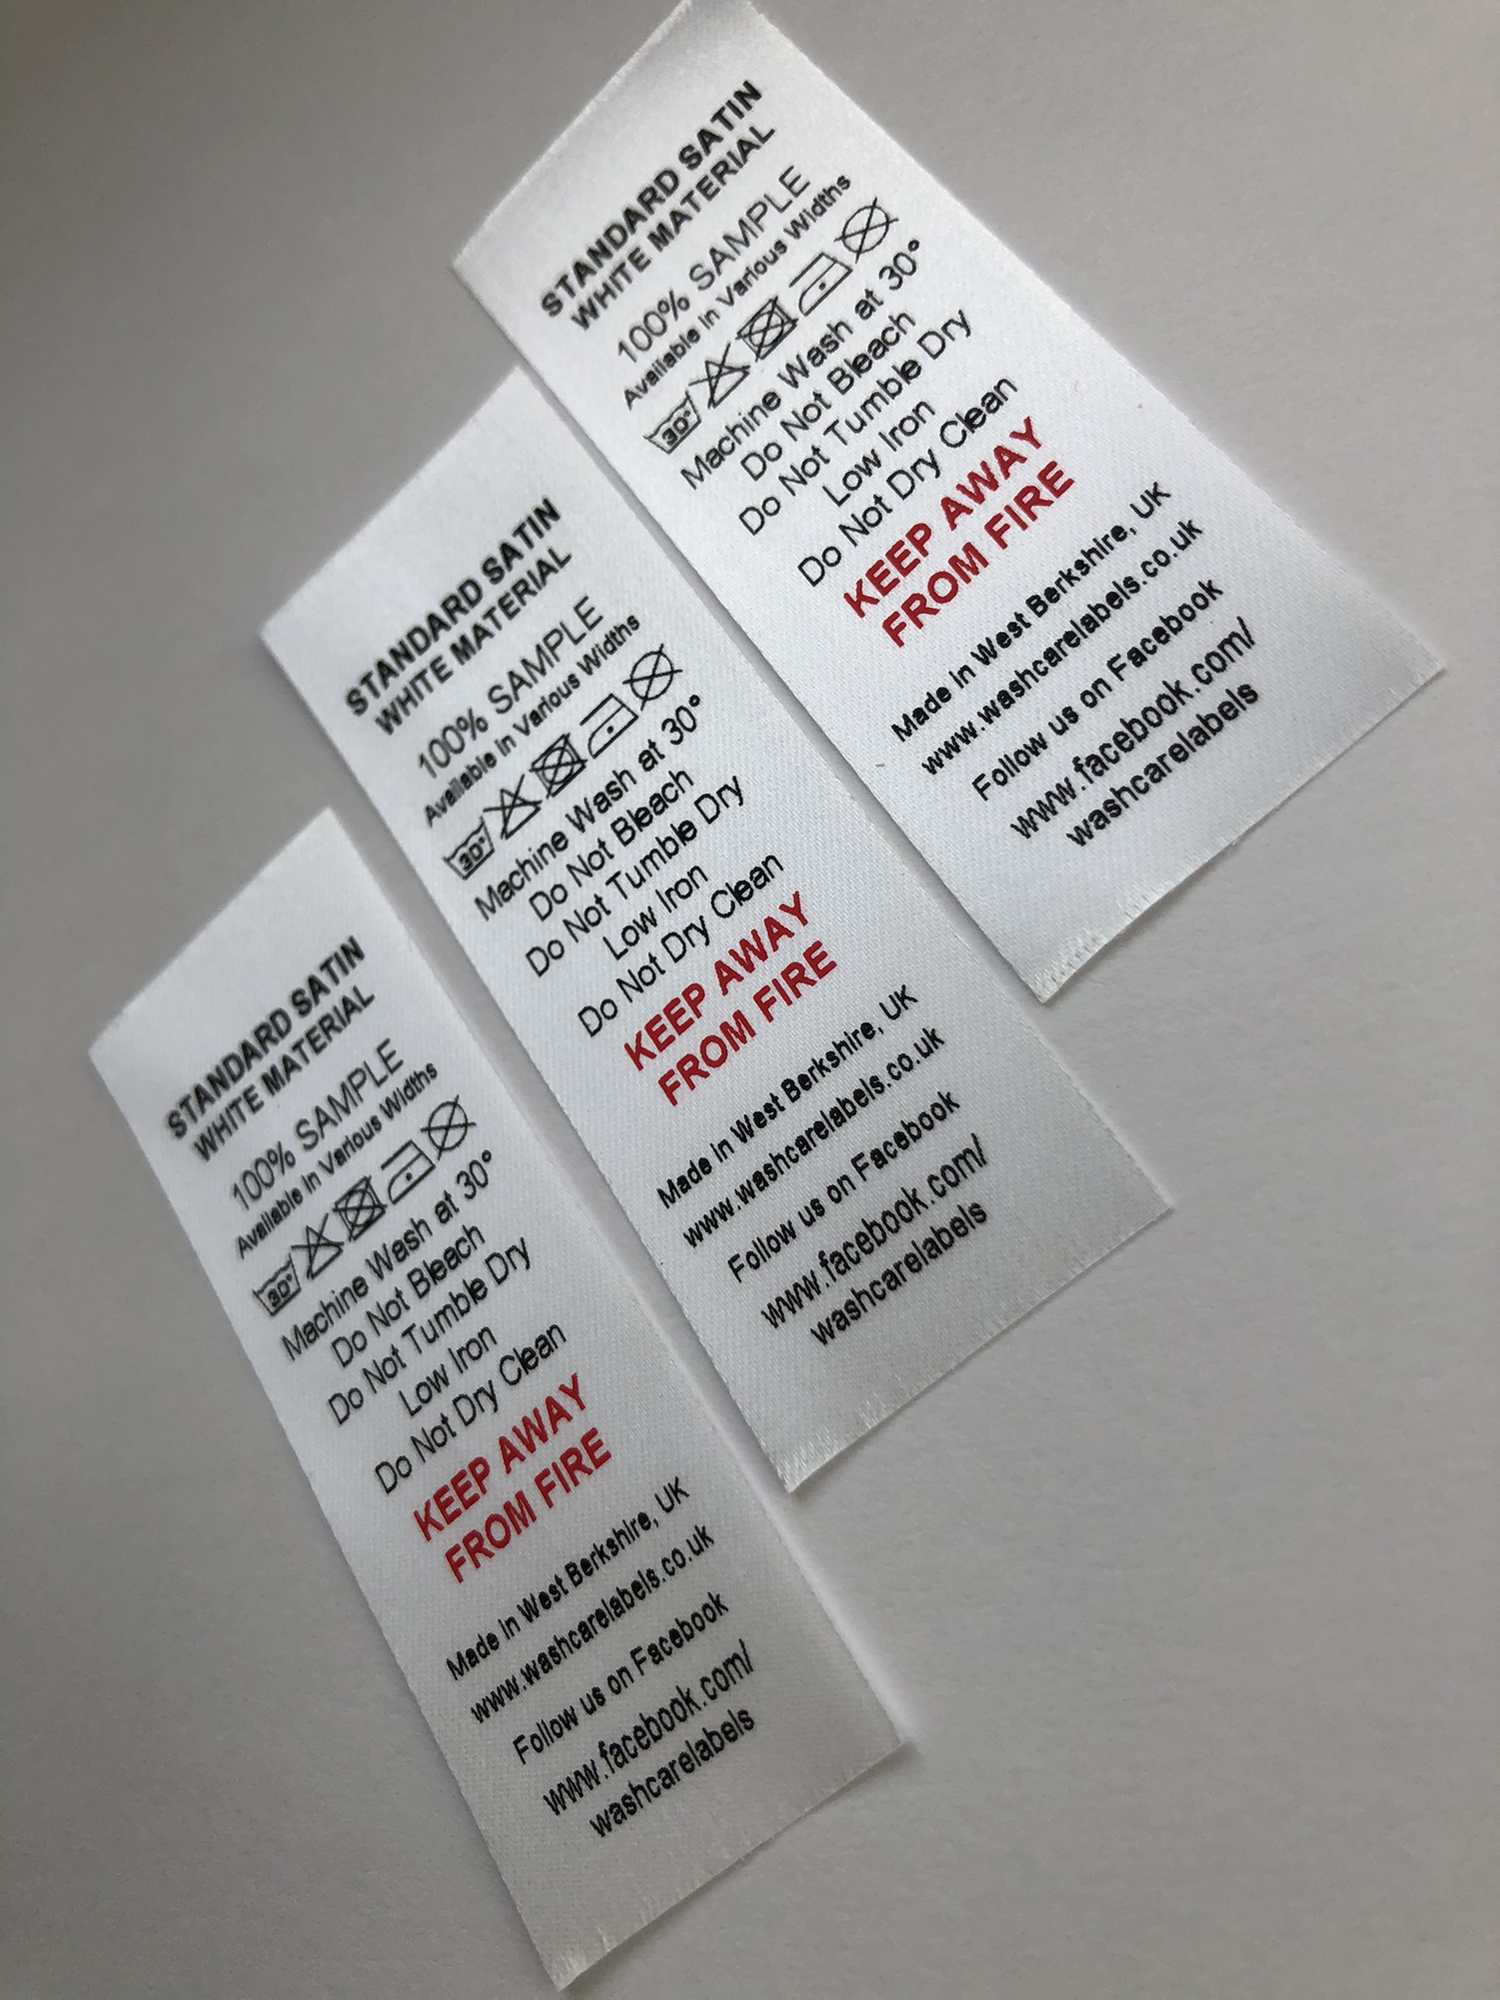 STANDARD SATIN
WHITE MATERIAL
100% SAMPLE
Available in Various Widths
30°
Machine Wash at 30°
Do Not Bleach
Do Not Tumble Dry
Low Iron
Do Not Dry Clean
KEEP AWAY
FROM FIRE
Made in West Berkshire, UK
www.washcarelabels.co.uk
Follow us on Facebook
www.facebook.com/
washcarelabels
STANDARD SATIN
WHITE MATERIAL
100% SAMPLE
Available in Various Widths
30°
Machine Wash at 30°
Do Not Bleach
Do Not Tumble Dry
Low Iron
Do Not Dry Clean
KEEP AWAY
FROM FIRE
Made in West Berkshire, UK
www.washcarelabels.co.uk
Follow us on Facebook
www.facebook.com/
washcarelabels
STANDARD SATIN
WHITE MATERIAL
100% SAMPLE
Available in Various Widths
30°
Machine Wash at 30°
Do Not Bleach
Do Not Tumble Dry
Low Iron
Do Not Dry Clean
KEEP AWAY
FROM FIRE
Made in West Berkshire, UK
www.washcarelabels.co.uk
Follow us on Facebook
www.facebook.com/
washcarelabels